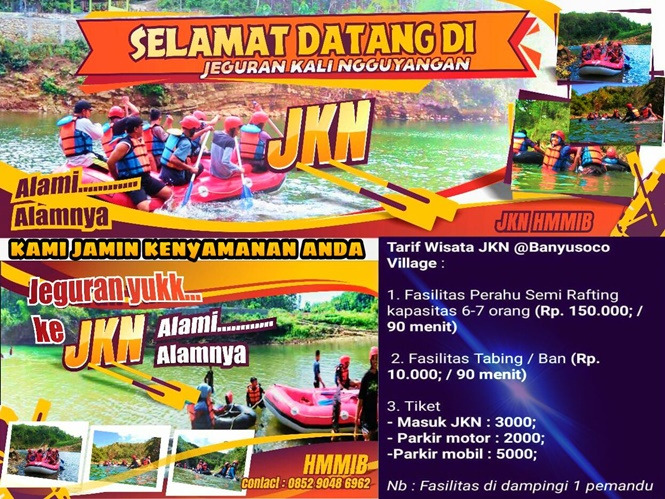 SELAMAT DATANG DI
JEGURAN KALI NGGUYANGAN
JKN
Alami.............
Alamnya
JKN HMMIB
KAMI JAMIN KENYAMANAN ANDA
Jeguran yukk...
ke JKN
Alami.............
Alamnya
HMMIB
contact : 0852 9048 6962
Tarif Wisata JKN @Banyusoco
Village :
1. Fasilitas Perahu Semi Rafting
kapasitas 6-7 orang (Rp. 150.000; /
90 menit)
2. Fasilitas Tabing / Ban (Rp.
10.000; / 90 menit)
3. Tiket
- Masuk JKN : 3000;
- Parkir motor : 2000;
-Parkir mobil : 5000;
Nb : Fasilitas di dampingi 1 pemandu